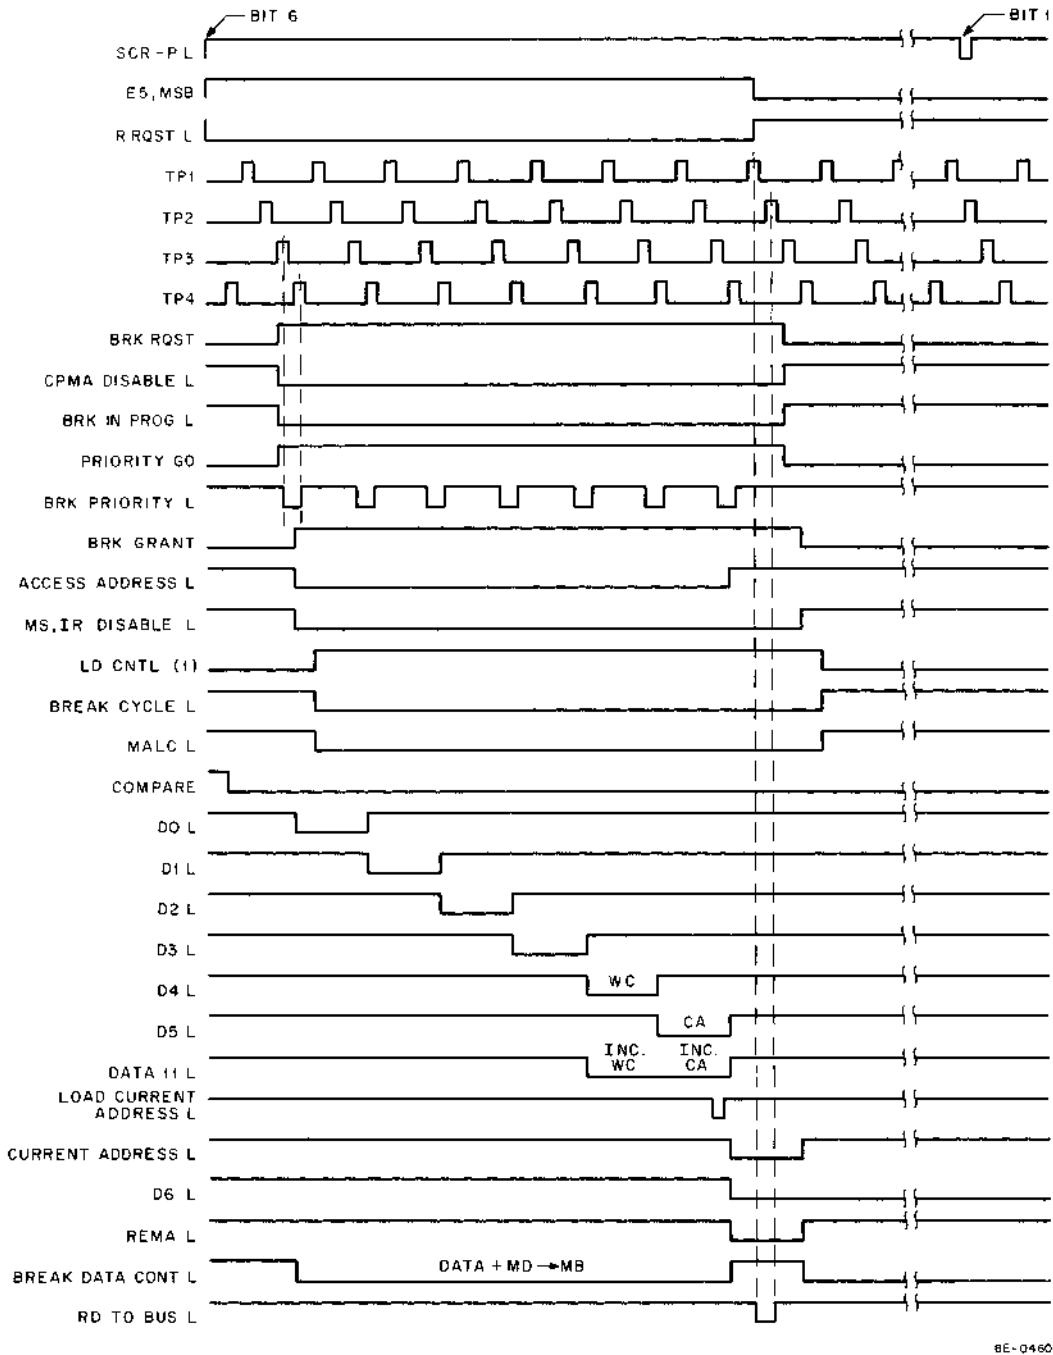 BIT 6
BIT 1
SCR-P L
E5, MSB
R RQST L
TP1
TP2
TP3
TP4
BRK RQST
CPMA DISABLE L
BRK IN PROG L
PRIORITY GO
BRK PRIORITY L
BRK GRANT
ACCESS ADDRESS L
MS, IR DISABLE L
LD CNTL (1)
BREAK CYCLE L
MALC L
COMPARE
D0 L
D1 L
D2 L
D3 L
D4 L
WC
D5 L
CA
INC. INC.
WC CA
DATA 11 L
LOAD CURRENT
ADDRESS L
CURRENT ADDRESS L
D6 L
REMA L
BREAK DATA CONT L
DATA + MD → MB
RD TO BUS L
8E-0460